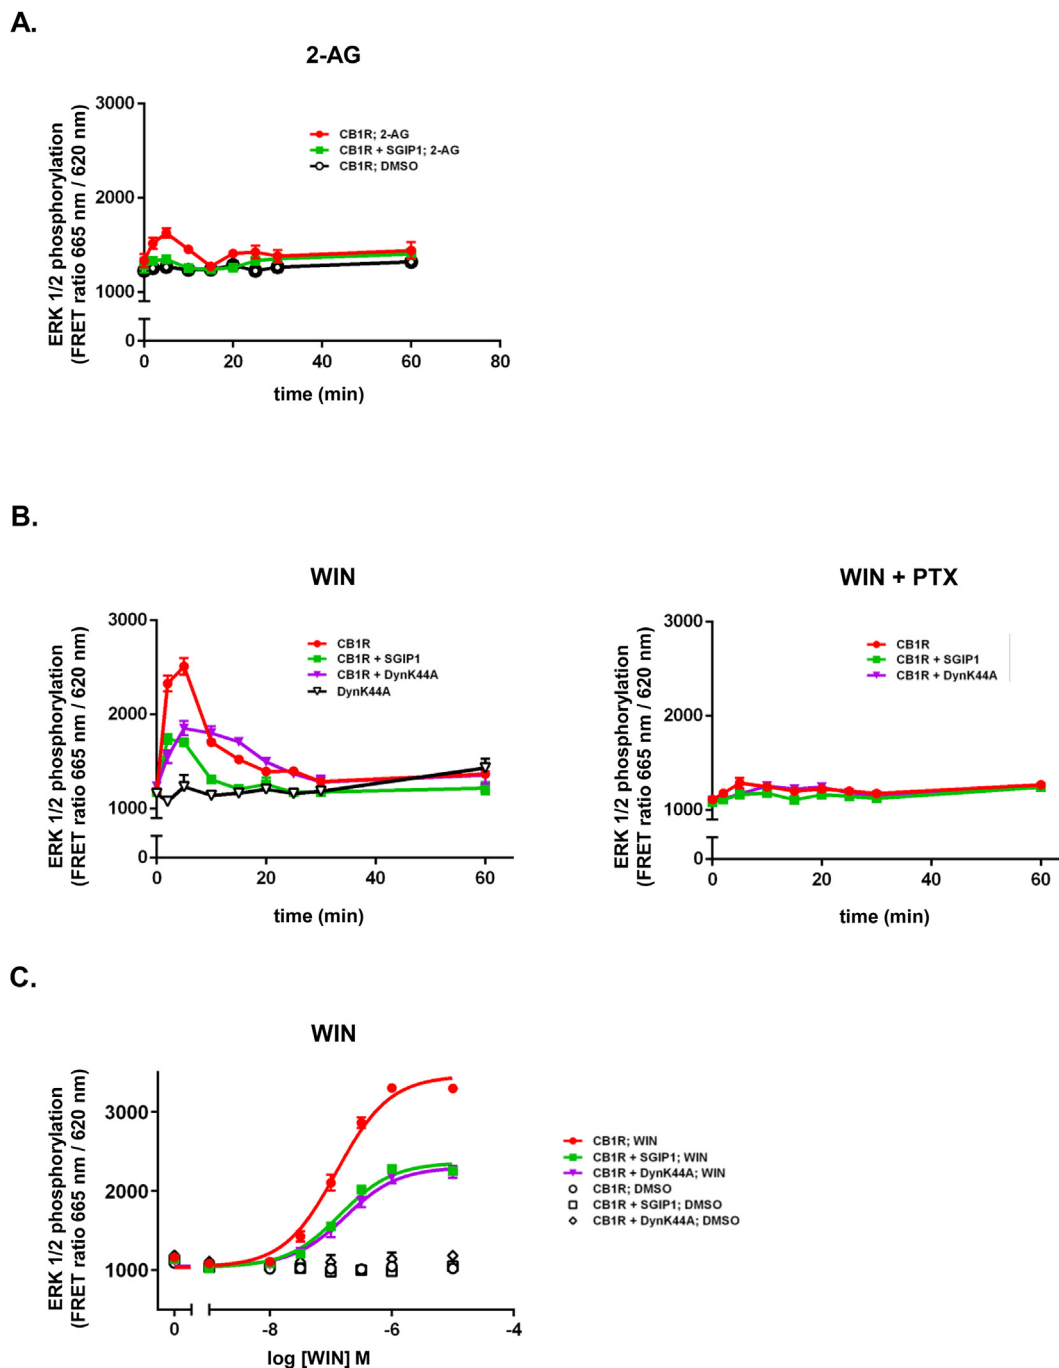 A.
2-AG
ERK 1/2 phosphorylation
(FRET ratio 665 nm / 620 nm)
3000
2000
1000
0
CB1R; 2-AG
CB1R + SGIP1; 2-AG
CB1R; DMSO
0 20 40 60 80
time (min)
B.
WIN
ERK 1/2 phosphorylation
(FRET ratio 665 nm / 620 nm)
3000
2000
1000
0
CB1R
CB1R + SGIP1
CB1R + DynK44A
DynK44A
0 20 40 60
time (min)
WIN + PTX
ERK 1/2 phosphorylation
(FRET ratio 665 nm / 620 nm)
3000
2000
1000
0
CB1R
CB1R + SGIP1
CB1R + DynK44A
0 20 40 60
time (min)
C.
WIN
ERK 1/2 phosphorylation
(FRET ratio 665 nm / 620 nm)
3000
2000
1000
0 -8 -6 -4
log [WIN] M
CB1R; WIN
CB1R + SGIP1; WIN
CB1R + DynK44A; WIN
CB1R; DMSO
CB1R + SGIP1; DMSO
CB1R + DynK44A; DMSO